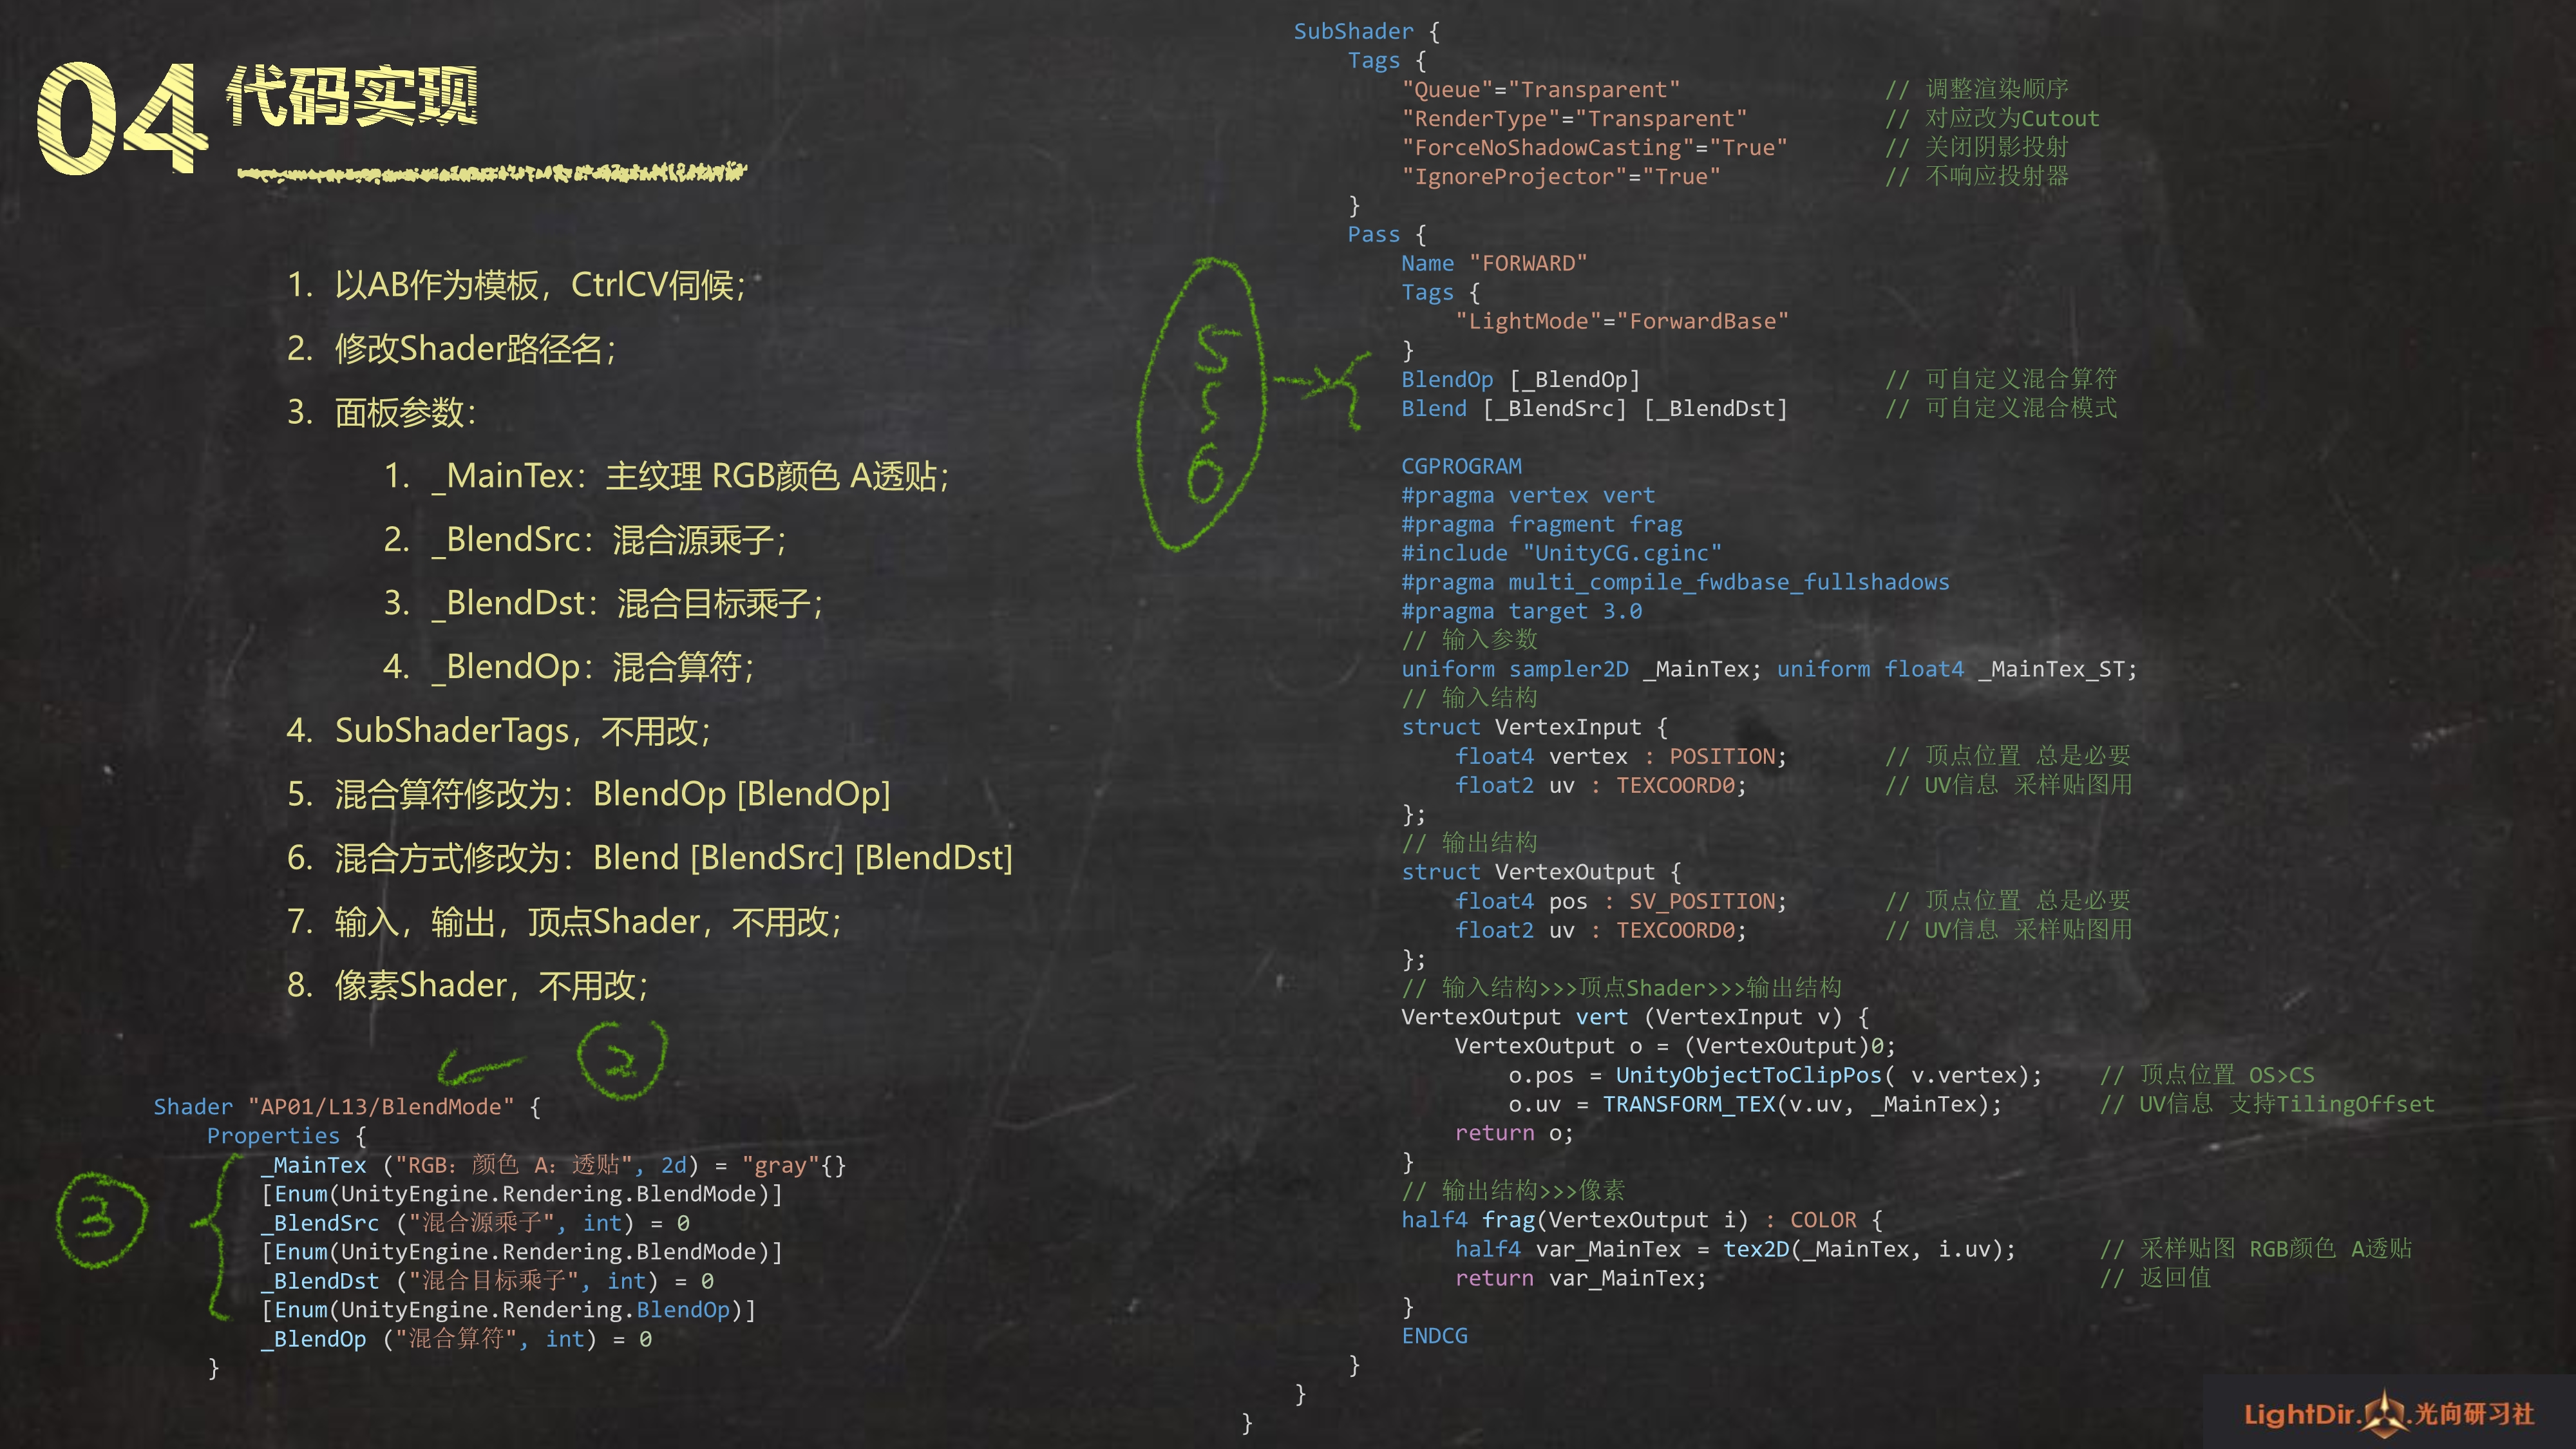 04 代码实现
1. 以AB作为模板，CtrlCV伺候；
2. 修改Shader路径名；
3. 面板参数：
1. _MainTex：主纹理 RGB颜色 A透贴；
2. _BlendSrc：混合源乘子；
3. _BlendDst：混合目标乘子；
4. _BlendOp：混合算符；
4. SubShaderTags，不用改；
5. 混合算符修改为：BlendOp [BlendOp]
6. 混合方式修改为：Blend [BlendSrc] [BlendDst]
7. 输入，输出，顶点Shader，不用改；
8. 像素Shader，不用改；
2
Shader "AP01/L13/BlendMode" {
Properties {
_MainTex ("RGB：颜色 A：透贴", 2d) = "gray"{}
[Enum(UnityEngine.Rendering.BlendMode)]
_BlendSrc ("混合源乘子", int) = 0
[Enum(UnityEngine.Rendering.BlendMode)]
_BlendDst ("混合目标乘子", int) = 0
[Enum(UnityEngine.Rendering.BlendOp)]
_BlendOp ("混合算符", int) = 0
}
3
5
6
SubShader {
Tags {
"Queue"="Transparent" // 调整渲染顺序
"RenderType"="Transparent" // 对应改为Cutout
"ForceNoShadowCasting"="True" // 关闭阴影投射
"IgnoreProjector"="True" // 不响应投射器
}
Pass {
Name "FORWARD"
Tags {
"LightMode"="ForwardBase"
}
BlendOp [_BlendOp] // 可自定义混合算符
Blend [_BlendSrc] [_BlendDst] // 可自定义混合模式
CGPROGRAM
#pragma vertex vert
#pragma fragment frag
#include "UnityCG.cginc"
#pragma multi_compile_fwdbase_fullshadows
#pragma target 3.0
// 输入参数
uniform sampler2D _MainTex; uniform float4 _MainTex_ST;
// 输入结构
struct VertexInput {
float4 vertex : POSITION; // 顶点位置 总是必要
float2 uv : TEXCOORD0; // UV信息 采样贴图用
};
// 输出结构
struct VertexOutput {
float4 pos : SV_POSITION; // 顶点位置 总是必要
float2 uv : TEXCOORD0; // UV信息 采样贴图用
};
// 输入结构>>>顶点Shader>>>输出结构
VertexOutput vert (VertexInput v) {
VertexOutput o = (VertexOutput)0;
o.pos = UnityObjectToClipPos( v.vertex); // 顶点位置 OS>CS
o.uv = TRANSFORM_TEX(v.uv, _MainTex); // UV信息 支持TilingOffset
return o;
}
// 输出结构>>>像素
half4 frag(VertexOutput i) : COLOR {
half4 var_MainTex = tex2D(_MainTex, i.uv); // 采样贴图 RGB颜色 A透贴
return var_MainTex; // 返回值
}
ENDCG
}
}
}
LightDir.光向研习社